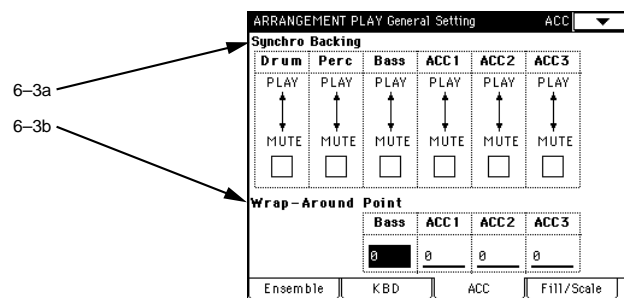 ARRANGEMENT PLAY General Setting ACC
Synchro Backing
Drum Perc Bass ACC1 ACC2 ACC3
PLAY PLAY PLAY PLAY PLAY PLAY
6–3a
6–3b
MUTE MUTE MUTE MUTE MUTE MUTE
Wrap-Around Point
Bass ACC1 ACC2 ACC3
0 0 0 0
Ensemble KBD ACC Fill/Scale